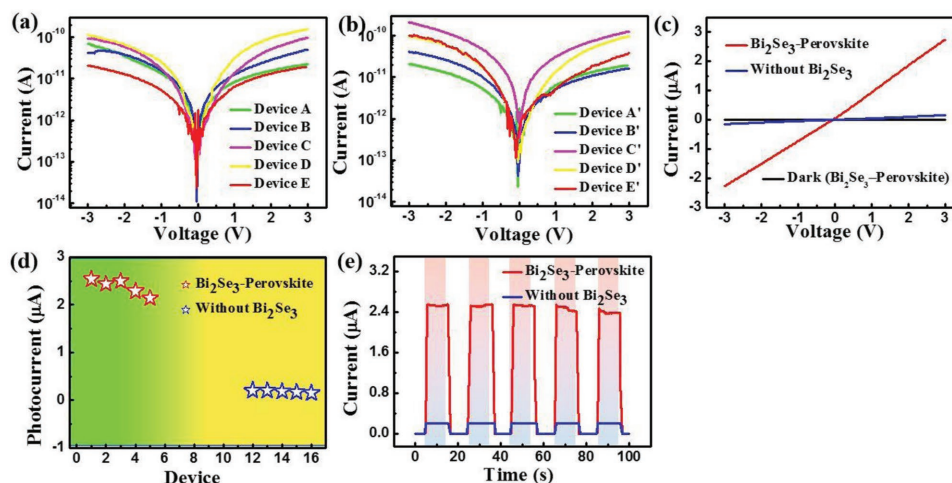 (a)
Current (A)
10⁻¹⁰
10⁻¹¹
10⁻¹²
10⁻¹³
10⁻¹⁴
Device A
Device B
Device C
Device D
Device E
-3 -2 -1 0 1 2 3
Voltage (V)
(b)
Current (A)
10⁻¹⁰
10⁻¹¹
10⁻¹²
10⁻¹³
10⁻¹⁴
Device A'
Device B'
Device C'
Device D'
Device E'
-3 -2 -1 0 1 2 3
Voltage (V)
(c)
Current (μA)
3
2
1
0
-1
-2
-3
Bi₂Se₃-Perovskite
Without Bi₂Se₃
Dark (Bi₂Se₃–Perovskite)
-3 -2 -1 0 1 2 3
Voltage (V)
(d)
Photocurrent (μA)
3
2
1
0
-1
Bi₂Se₃-Perovskite
Without Bi₂Se₃
0 2 4 6 8 10 12 14 16
Device
(e)
Current (μA)
3.2
2.4
1.6
0.8
0.0
Bi₂Se₃-Perovskite
Without Bi₂Se₃
0 20 40 60 80 100
Time (s)